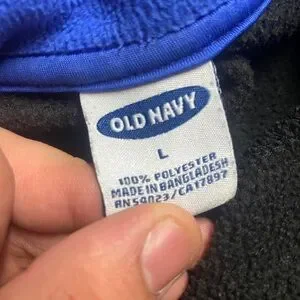 OLD NAVY
L
100% POLYESTER
MADE IN BANGLADESH
RN54023/CA17897